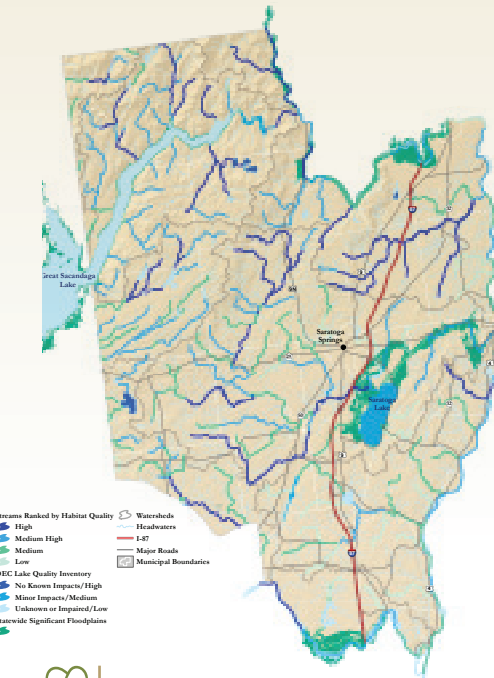 Great Sacandaga
Lake
Saratoga
Springs
Saratoga
Lake
treams Ranked by Habitat Quality
High
Medium High
Medium
Low
DEC Lake Quality Inventory
No Known Impacts/High
Minor Impacts/Medium
Unknown or Impaired/Low
tatewide Significant Floodplains
Watersheds
Headwaters
I-87
Major Roads
Municipal Boundaries